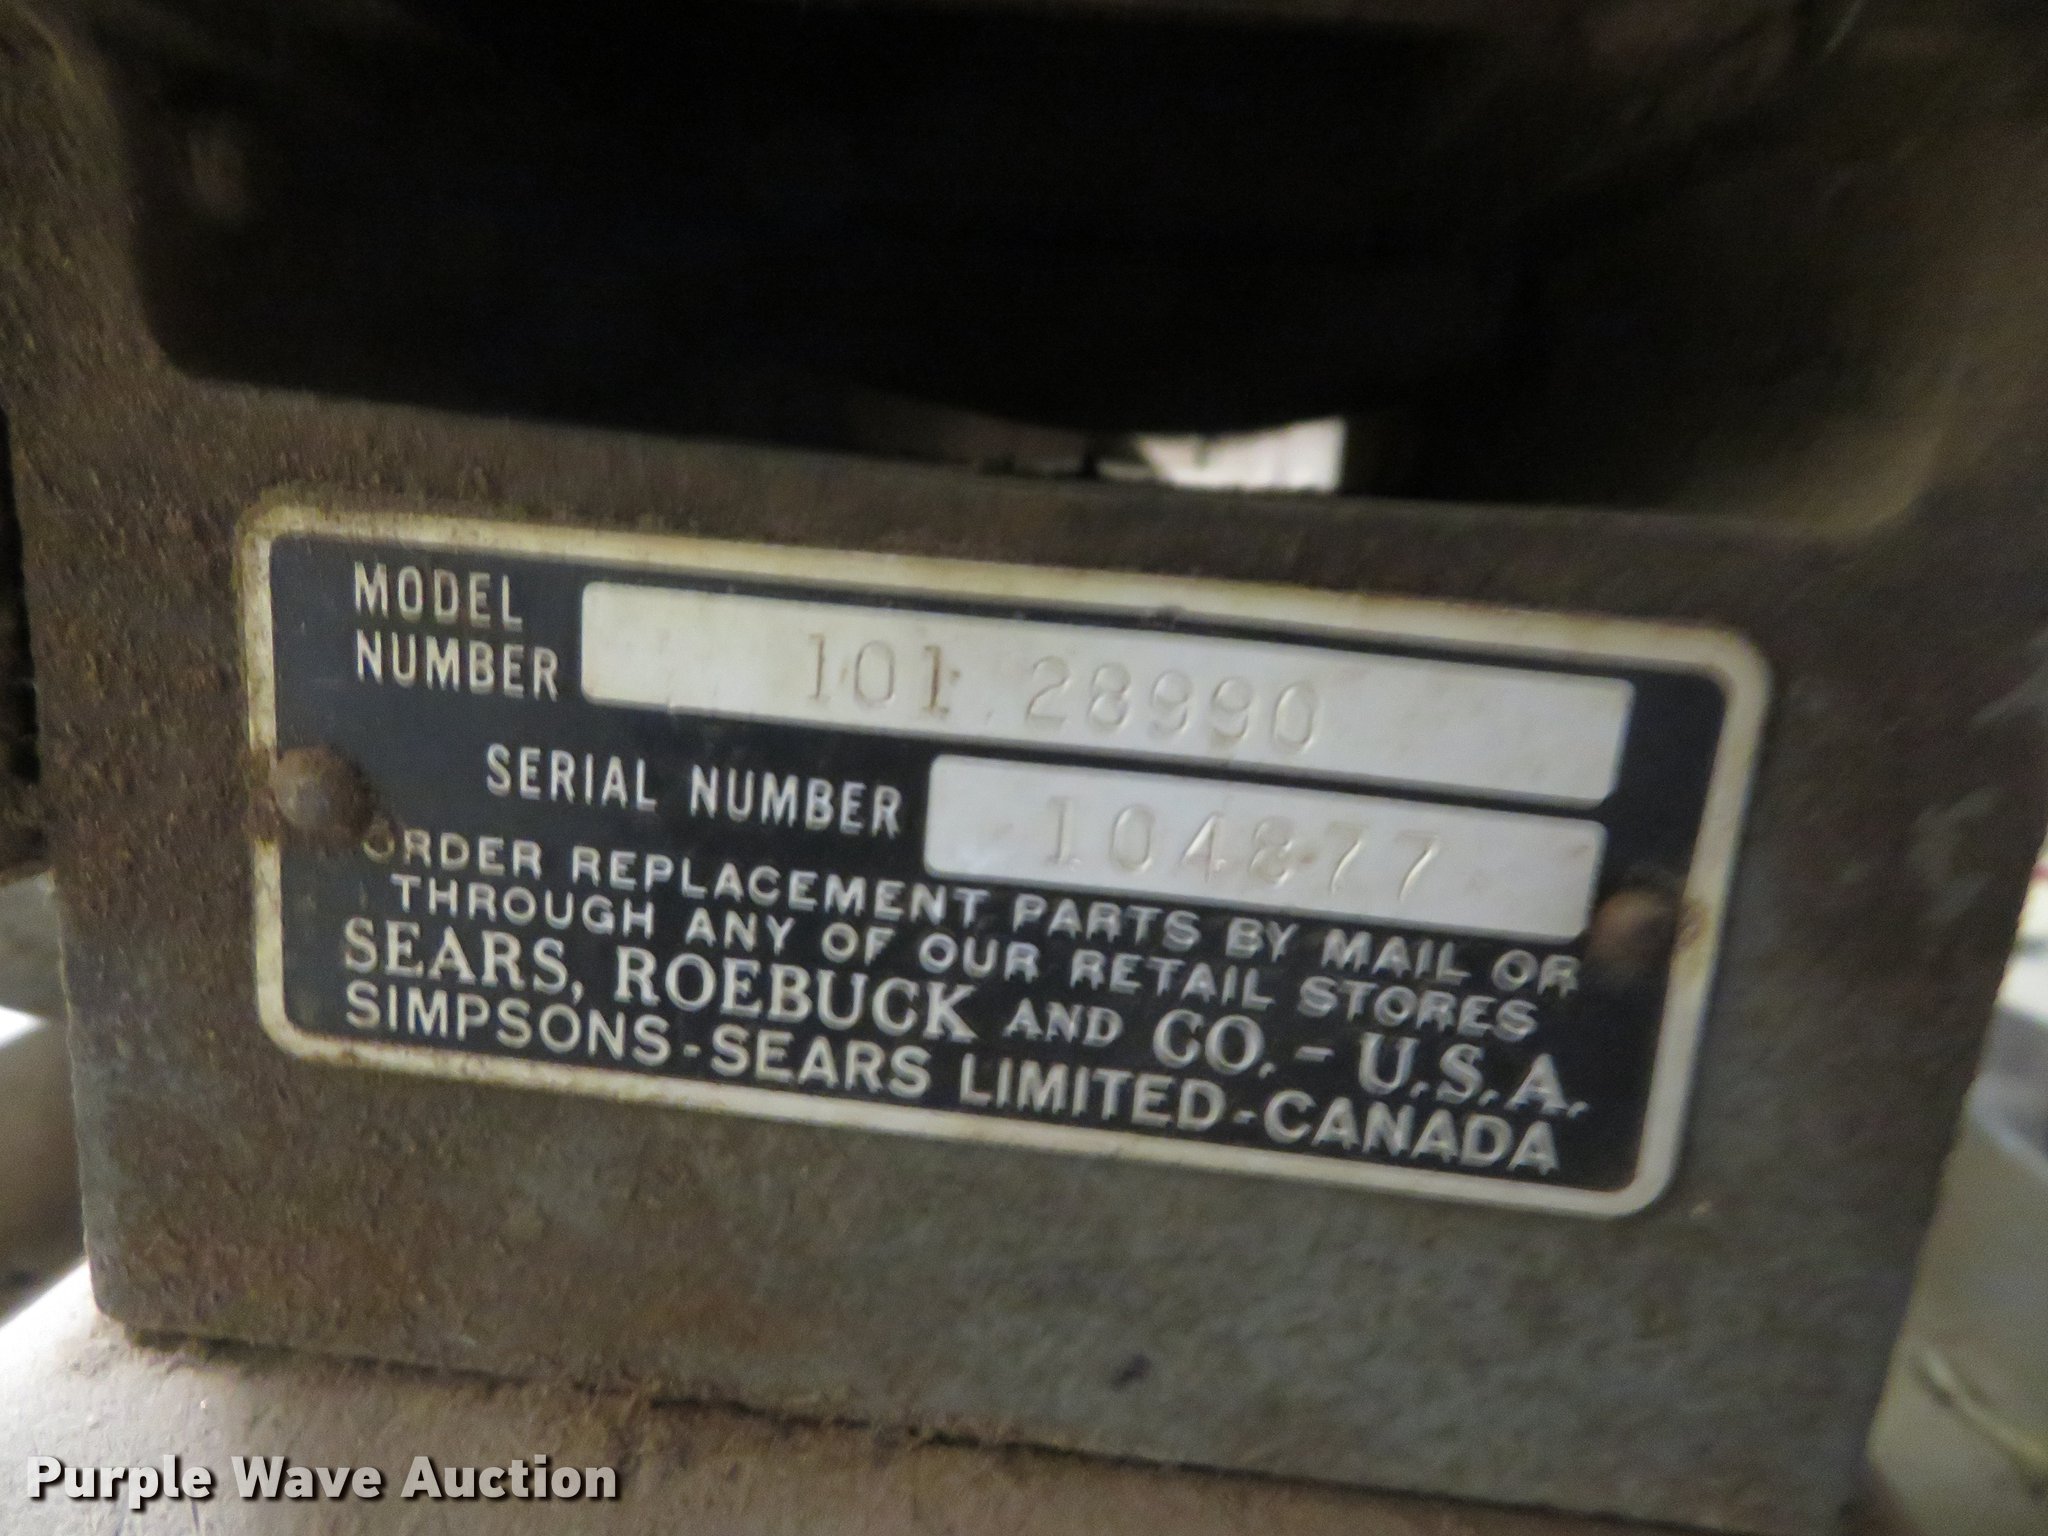 MODEL
NUMBER
101.28990
SERIAL NUMBER
104877
ORDER REPLACEMENT PARTS BY MAIL OR
THROUGH ANY OF OUR RETAIL STORES
SEARS, ROEBUCK AND CO. - U.S.A.
SIMPSONS-SEARS LIMITED-CANADA
Purple Wave Auction